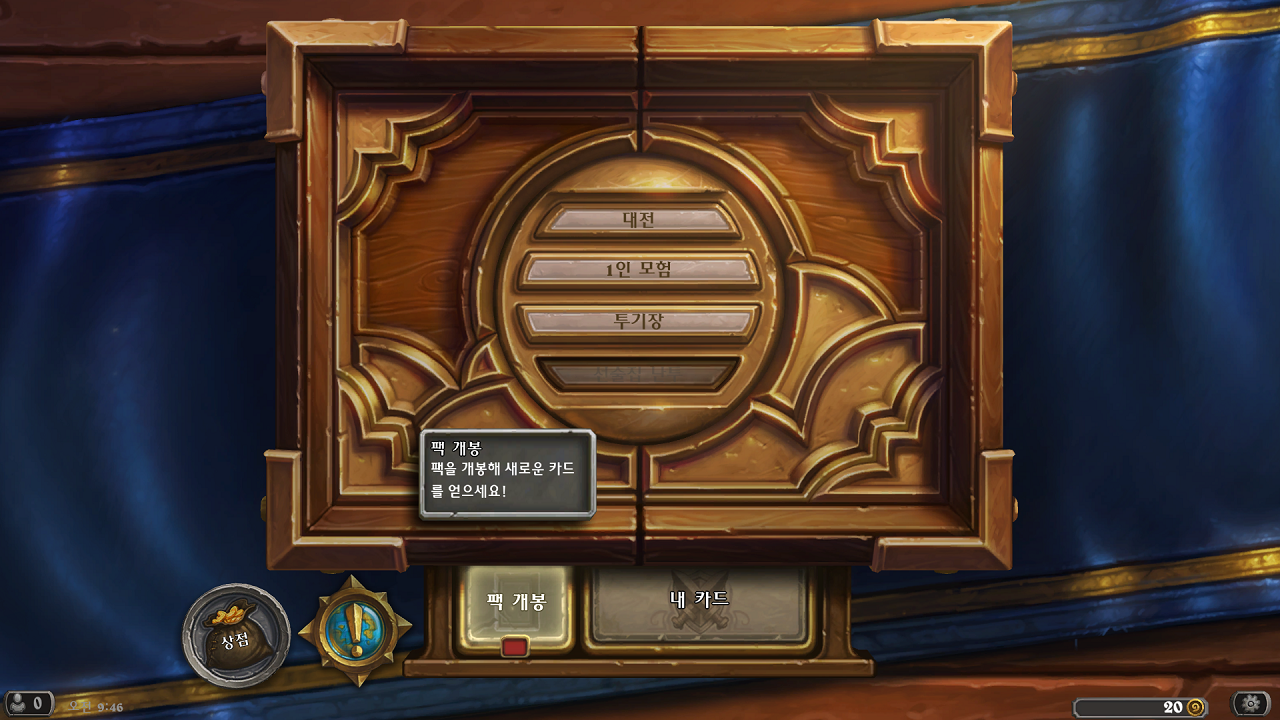 대전
1인 모험
투기장
팩 개봉
팩을 개봉해 새로운 카드
를 얻으세요!
팩 개봉
내 카드
상점
0
9:46
20